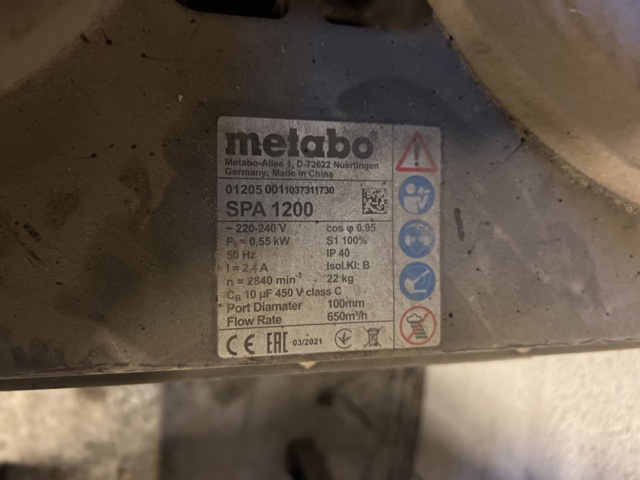 metabo®
Metabo-Allee 1, D-72622 Nuertingen
Germany; Made in China
01205 0011037311730
SPA 1200
~ 220-240 V cos φ 0,95
P₁ = 0,55 kW S1 100%
50 Hz IP 40
I = 2.4 A Isol.Kl: B
n = 2840 min⁻¹ 22 kg
C_B 10 µF 450 V class C
Port Diamater 100mm
Flow Rate 650m³/h
CE EAC 03/2021